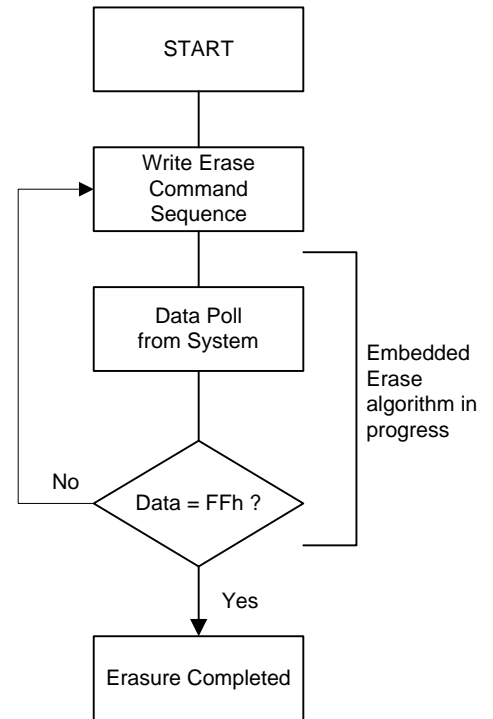 START
Write Erase
Command
Sequence
Data Poll
from System
Embedded
Erase
algorithm in
progress
No
Data = FFh ?
Yes
Erasure Completed